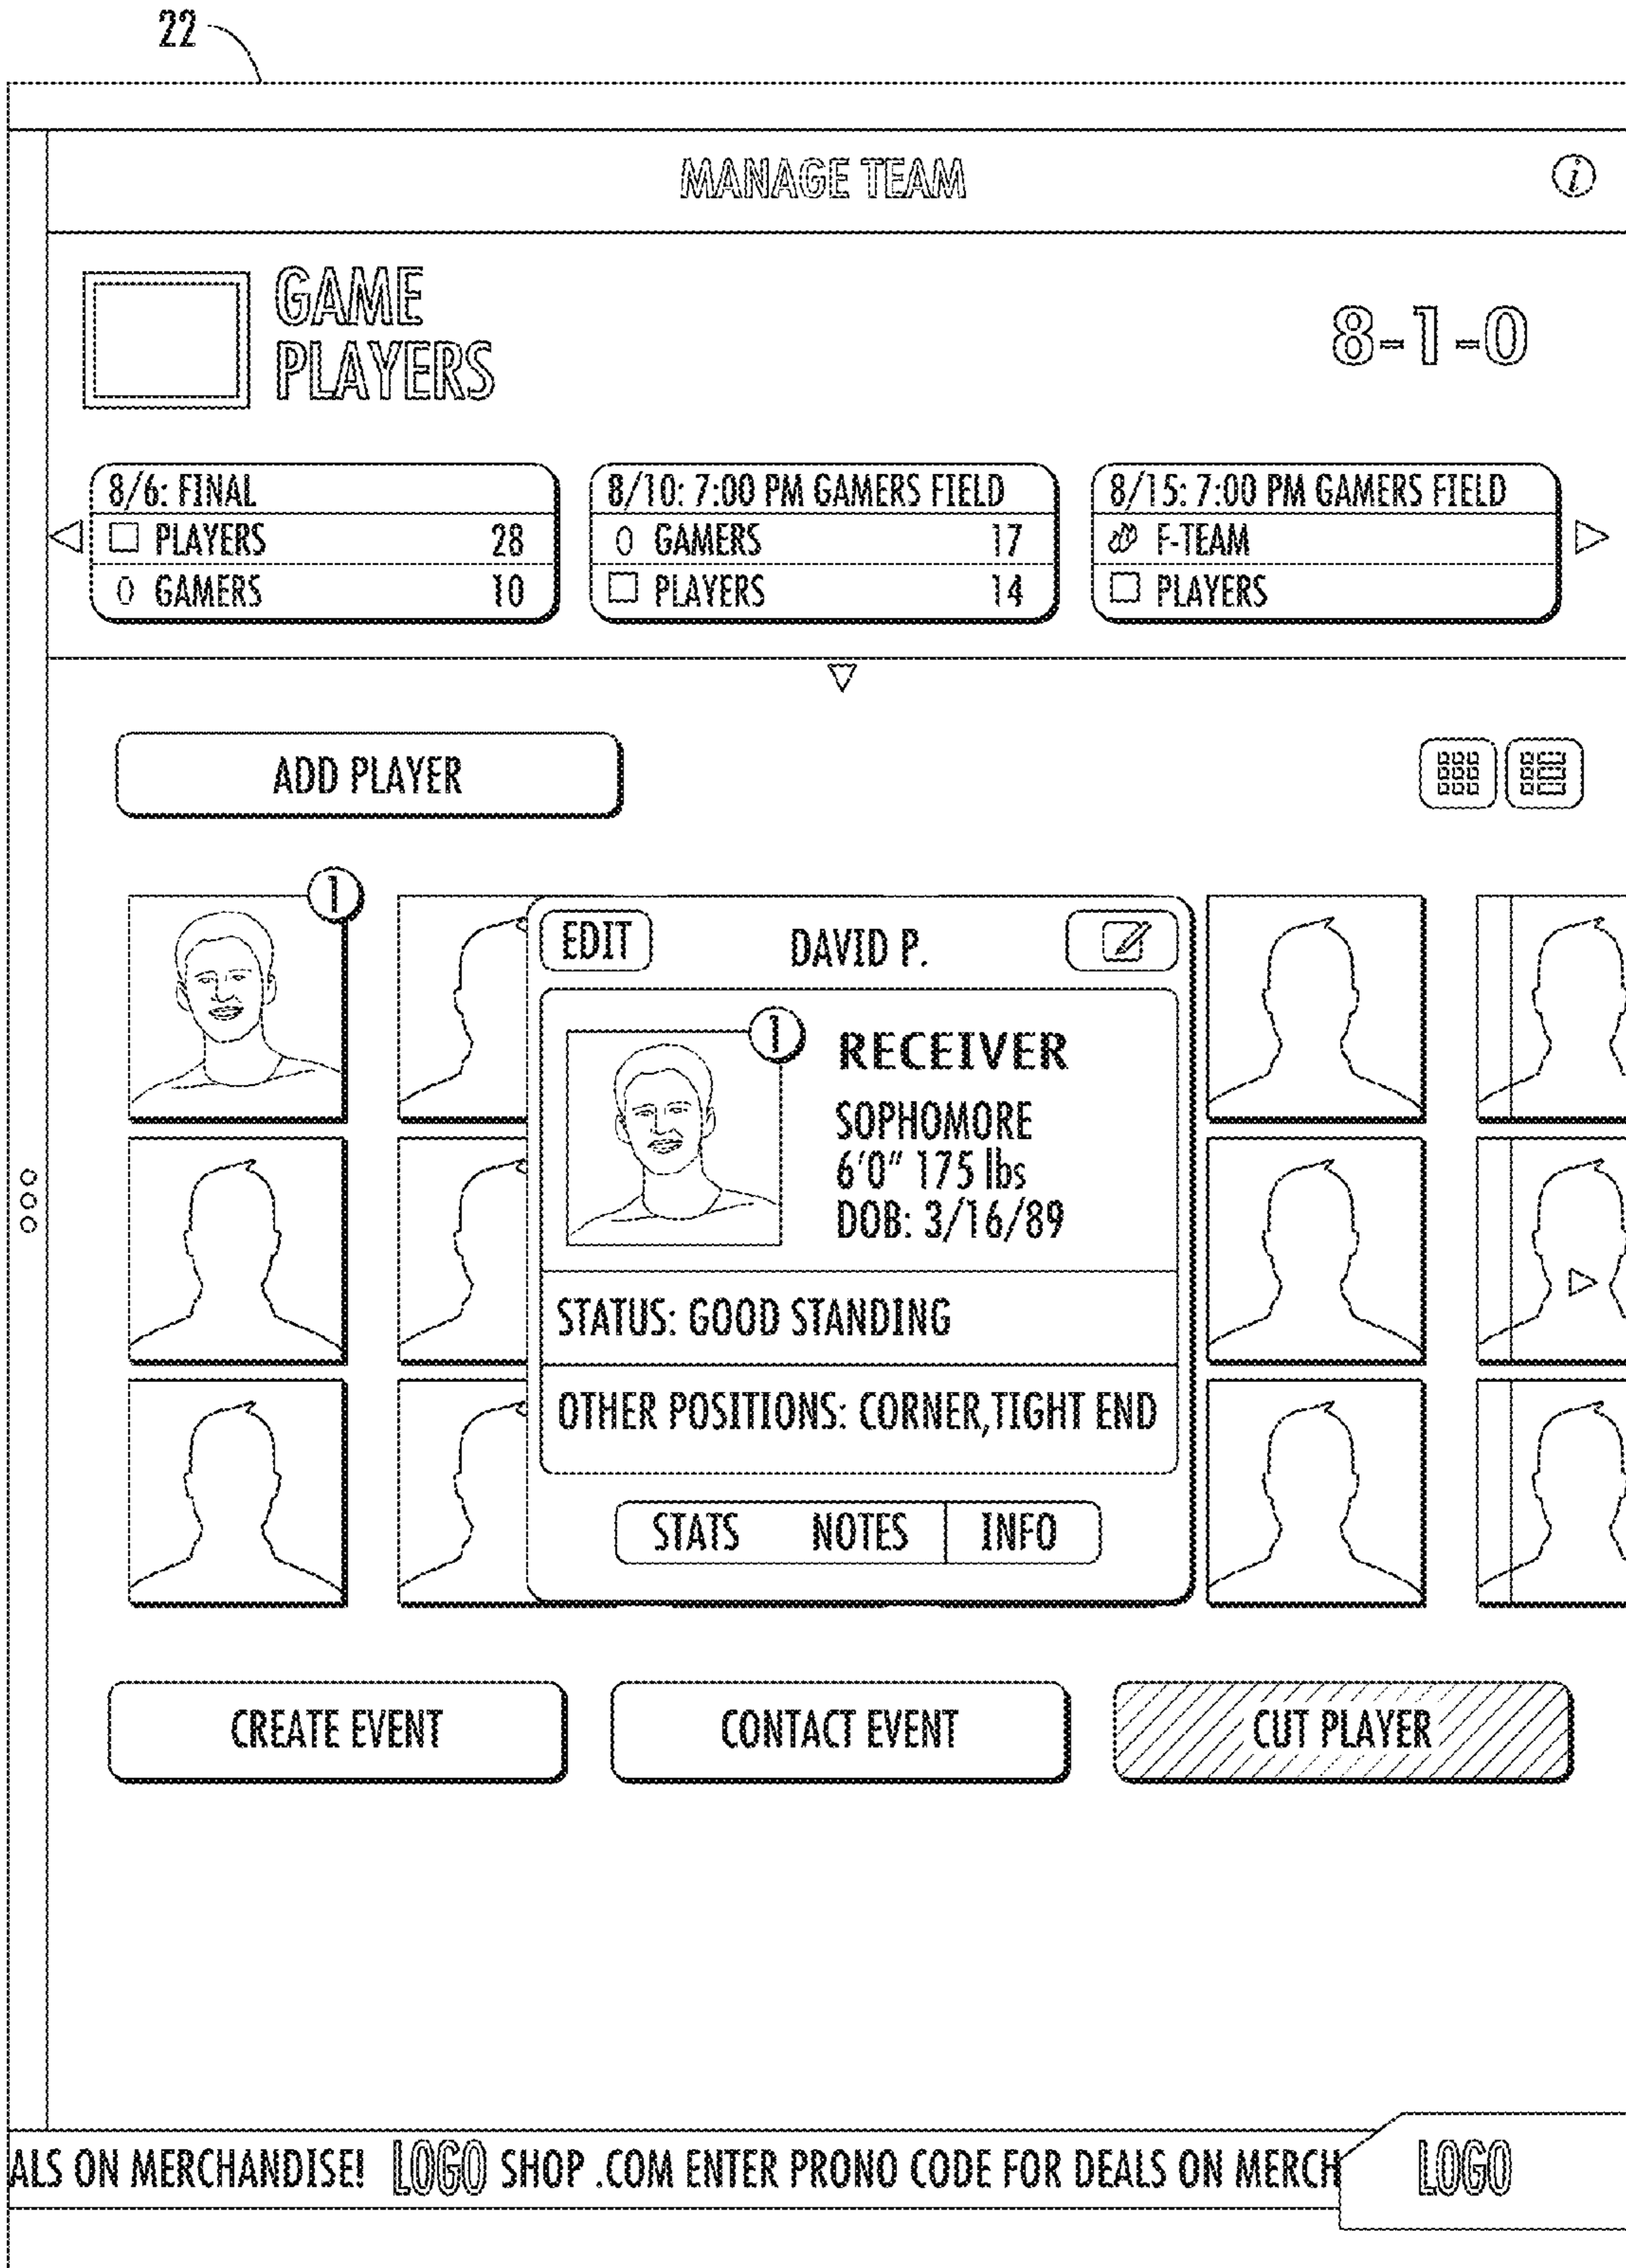 22
MANAGE TEAM
i
GAME
PLAYERS
8-1-0
8/6: FINAL
PLAYERS 28
GAMERS 10
8/10: 7:00 PM GAMERS FIELD
GAMERS 17
PLAYERS 14
8/15: 7:00 PM GAMERS FIELD
F-TEAM
PLAYERS
ADD PLAYER
1
EDIT
DAVID P.
1
RECEIVER
SOPHOMORE
6'0" 175 lbs
DOB: 3/16/89
STATUS: GOOD STANDING
OTHER POSITIONS: CORNER,TIGHT END
STATS NOTES INFO
CREATE EVENT
CONTACT EVENT
CUT PLAYER
ALS ON MERCHANDISE! LOGO SHOP .COM ENTER PRONO CODE FOR DEALS ON MERCH
LOGO